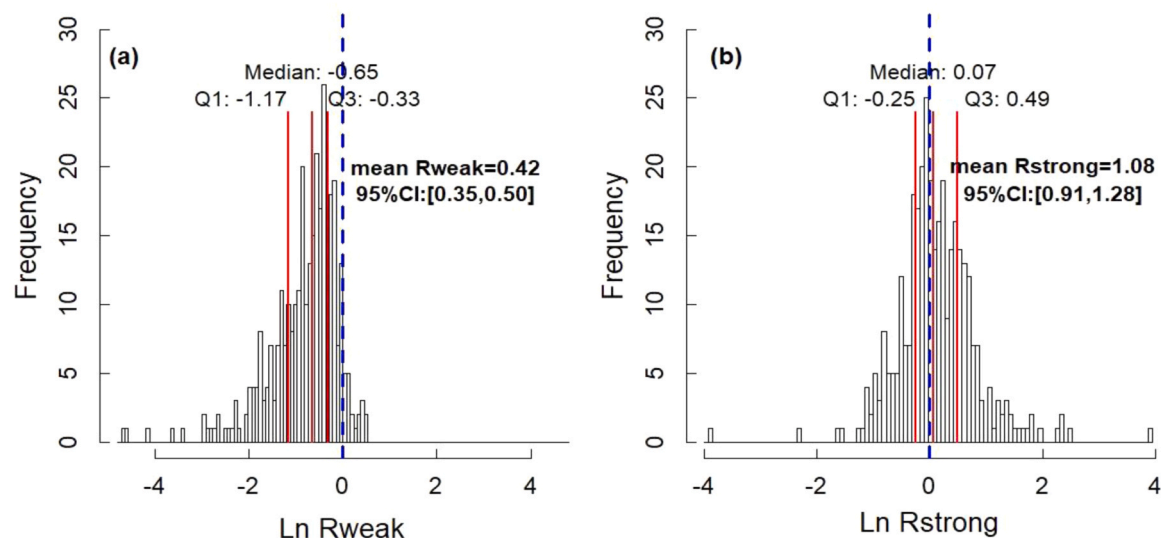 (a)
Median: -0.65
Q1: -1.17
Q3: -0.33
mean Rweak=0.42
95%CI:[0.35,0.50]
Frequency
30
25
20
15
10
5
0
-4 -2 0 2 4
Ln Rweak
(b)
Median: 0.07
Q1: -0.25
Q3: 0.49
mean Rstrong=1.08
95%CI:[0.91,1.28]
Frequency
30
25
20
15
10
5
0
-4 -2 0 2 4
Ln Rstrong